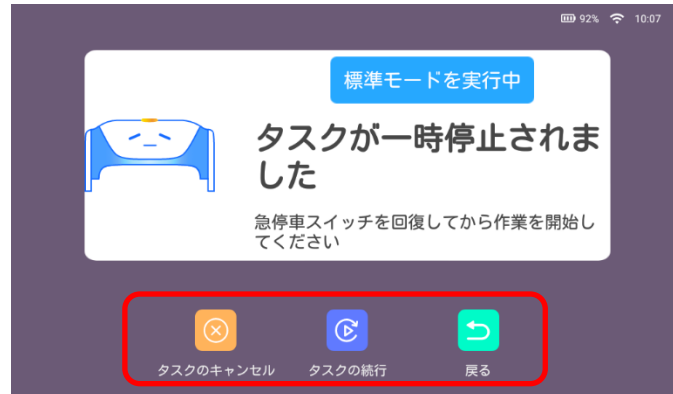 92% 10:07
標準モードを実行中
タスクが一時停止されま
した
急停車スイッチを回復してから作業を開始し
てください
タスクのキャンセル タスクの続行 戻る